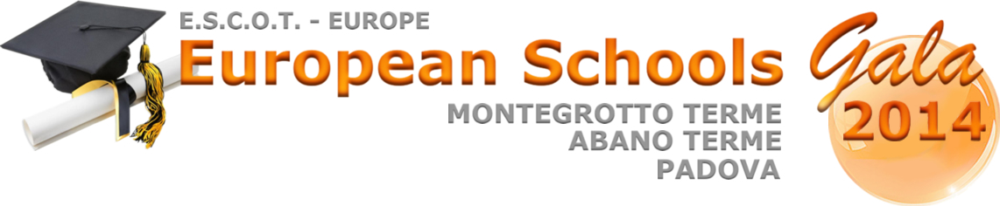 E.S.C.O.T. - EUROPE
European Schools
MONTEGROTTO TERME
ABANO TERME
PADOVA
Gala
2014